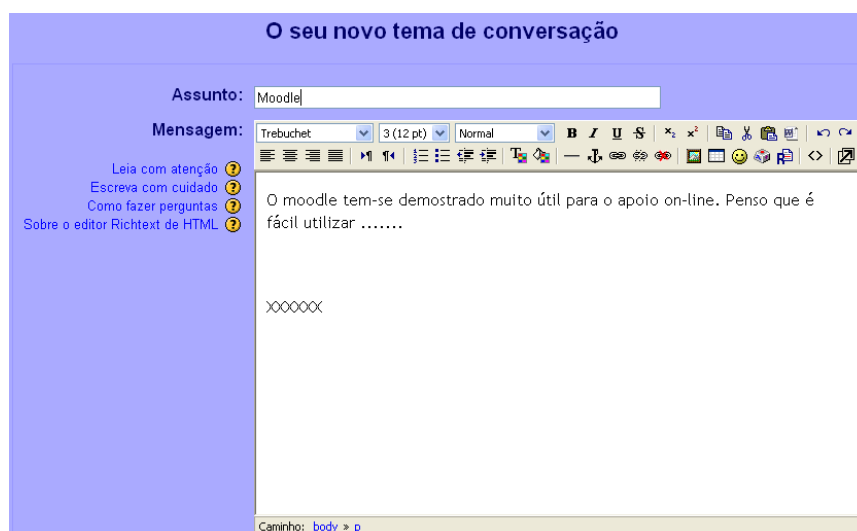 O seu novo tema de conversação
Assunto: Moodle
Mensagem: Trebuchet 3 (12 pt) Normal B I U S x₂ x²
Leia com atenção
Escreva com cuidado
Como fazer perguntas
Sobre o editor Richtext de HTML
O moodle tem-se demostrado muito útil para o apoio on-line. Penso que é
fácil utilizar .......
XXXXXX
Caminho: body » p